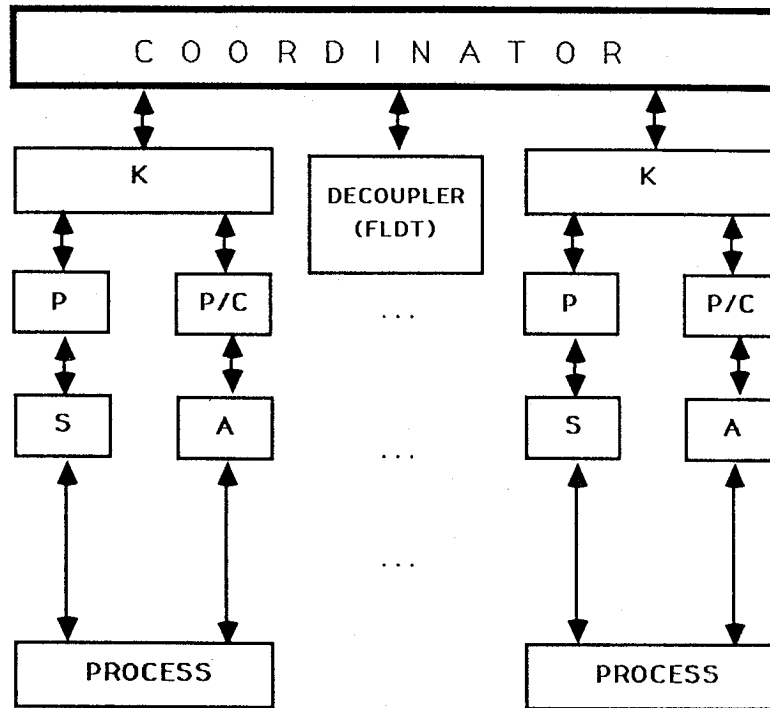 COORDINATOR
K
K
DECOUPLER
(FLDT)
P
P/C
...
P
P/C
S
A
...
S
A
...
PROCESS
PROCESS